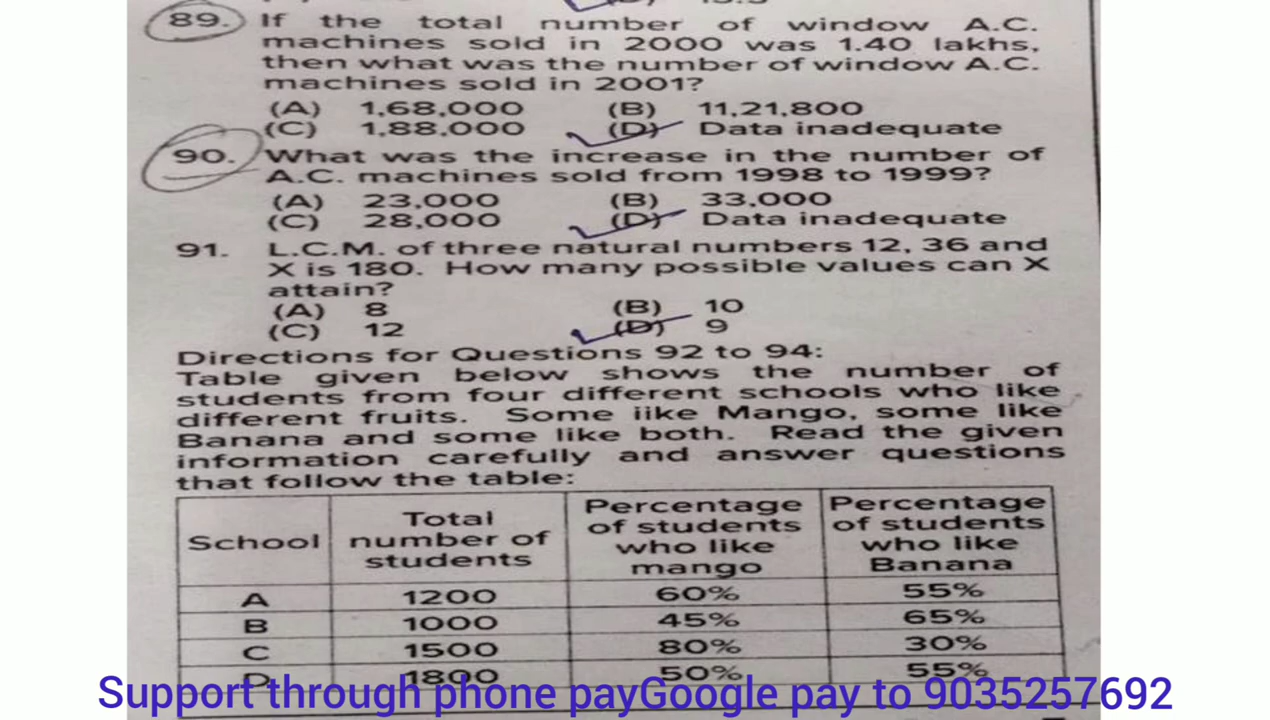 89. If the total number of window A.C.
machines sold in 2000 was 1.40 lakhs,
then what was the number of window A.C.
machines sold in 2001?
(A) 1,68,000 (B) 11,21,800
(C) 1,88,000 (D) Data inadequate
90. What was the increase in the number of
A.C. machines sold from 1998 to 1999?
(A) 23,000 (B) 33,000
(C) 28,000 (D) Data inadequate
91. L.C.M. of three natural numbers 12, 36 and
X is 180. How many possible values can X
attain?
(A) 8 (B) 10
(C) 12 (D) 9
Directions for Questions 92 to 94:
Table given below shows the number of
students from four different schools who like
different fruits. Some iike Mango, some like
Banana and some like both. Read the given
information carefully and answer questions
that follow the table:
School Total number of students Percentage of students who like mango Percentage of students who like Banana
A 1200 60% 55%
B 1000 45% 65%
C 1500 80% 30%
D 1800 50% 55%
Support through phone payGoogle pay to 9035257692